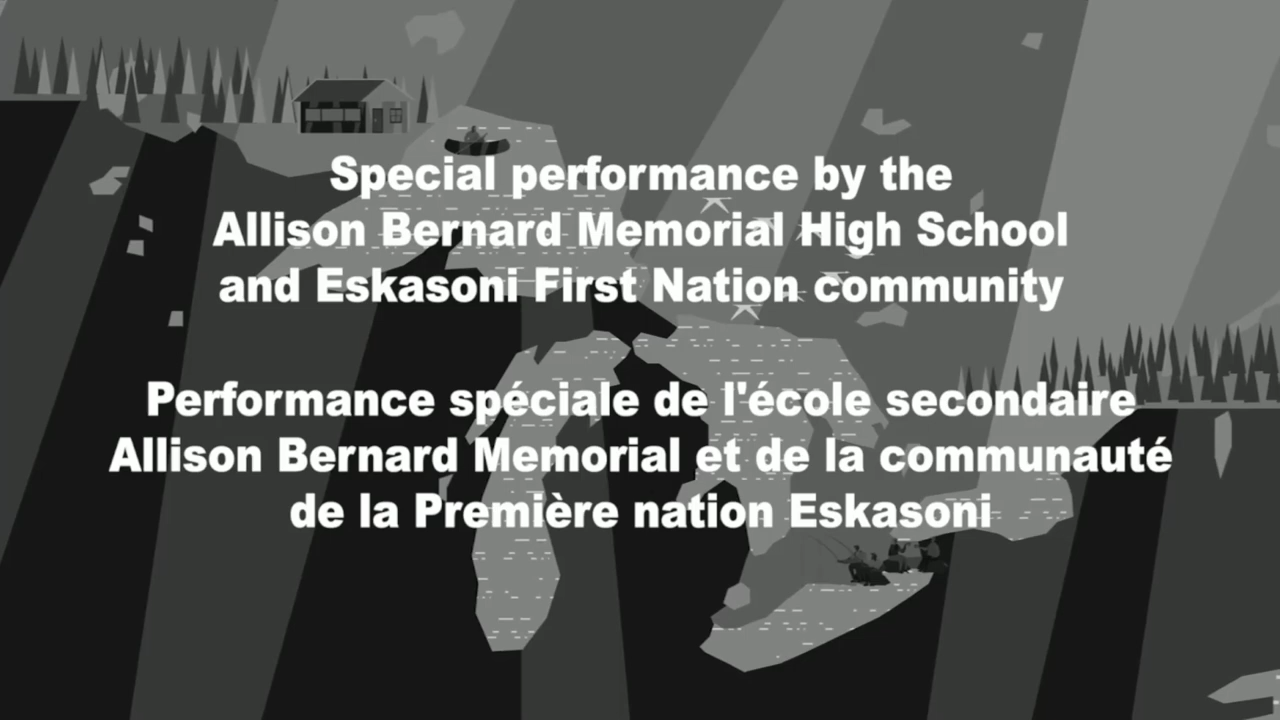 Special performance by the
Allison Bernard Memorial High School
and Eskasoni First Nation community
Performance spéciale de l'école secondaire
Allison Bernard Memorial et de la communauté
de la Première nation Eskasoni